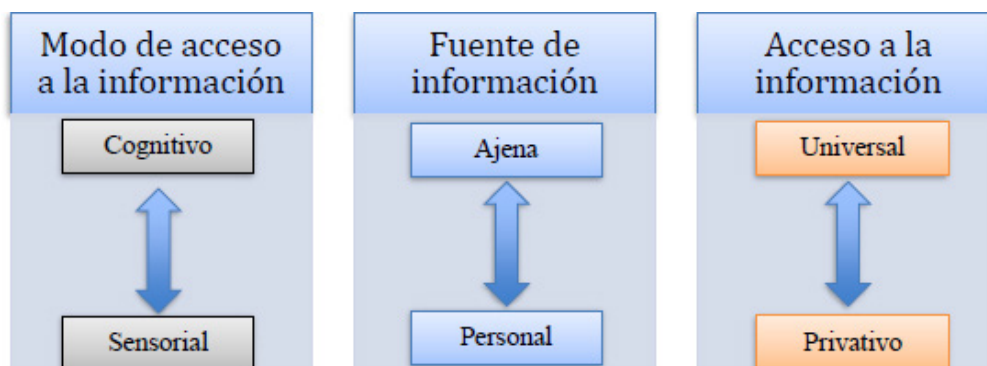 Modo de acceso
a la información
Cognitivo
Sensorial
Fuente de
información
Ajena
Personal
Acceso a la
información
Universal
Privativo